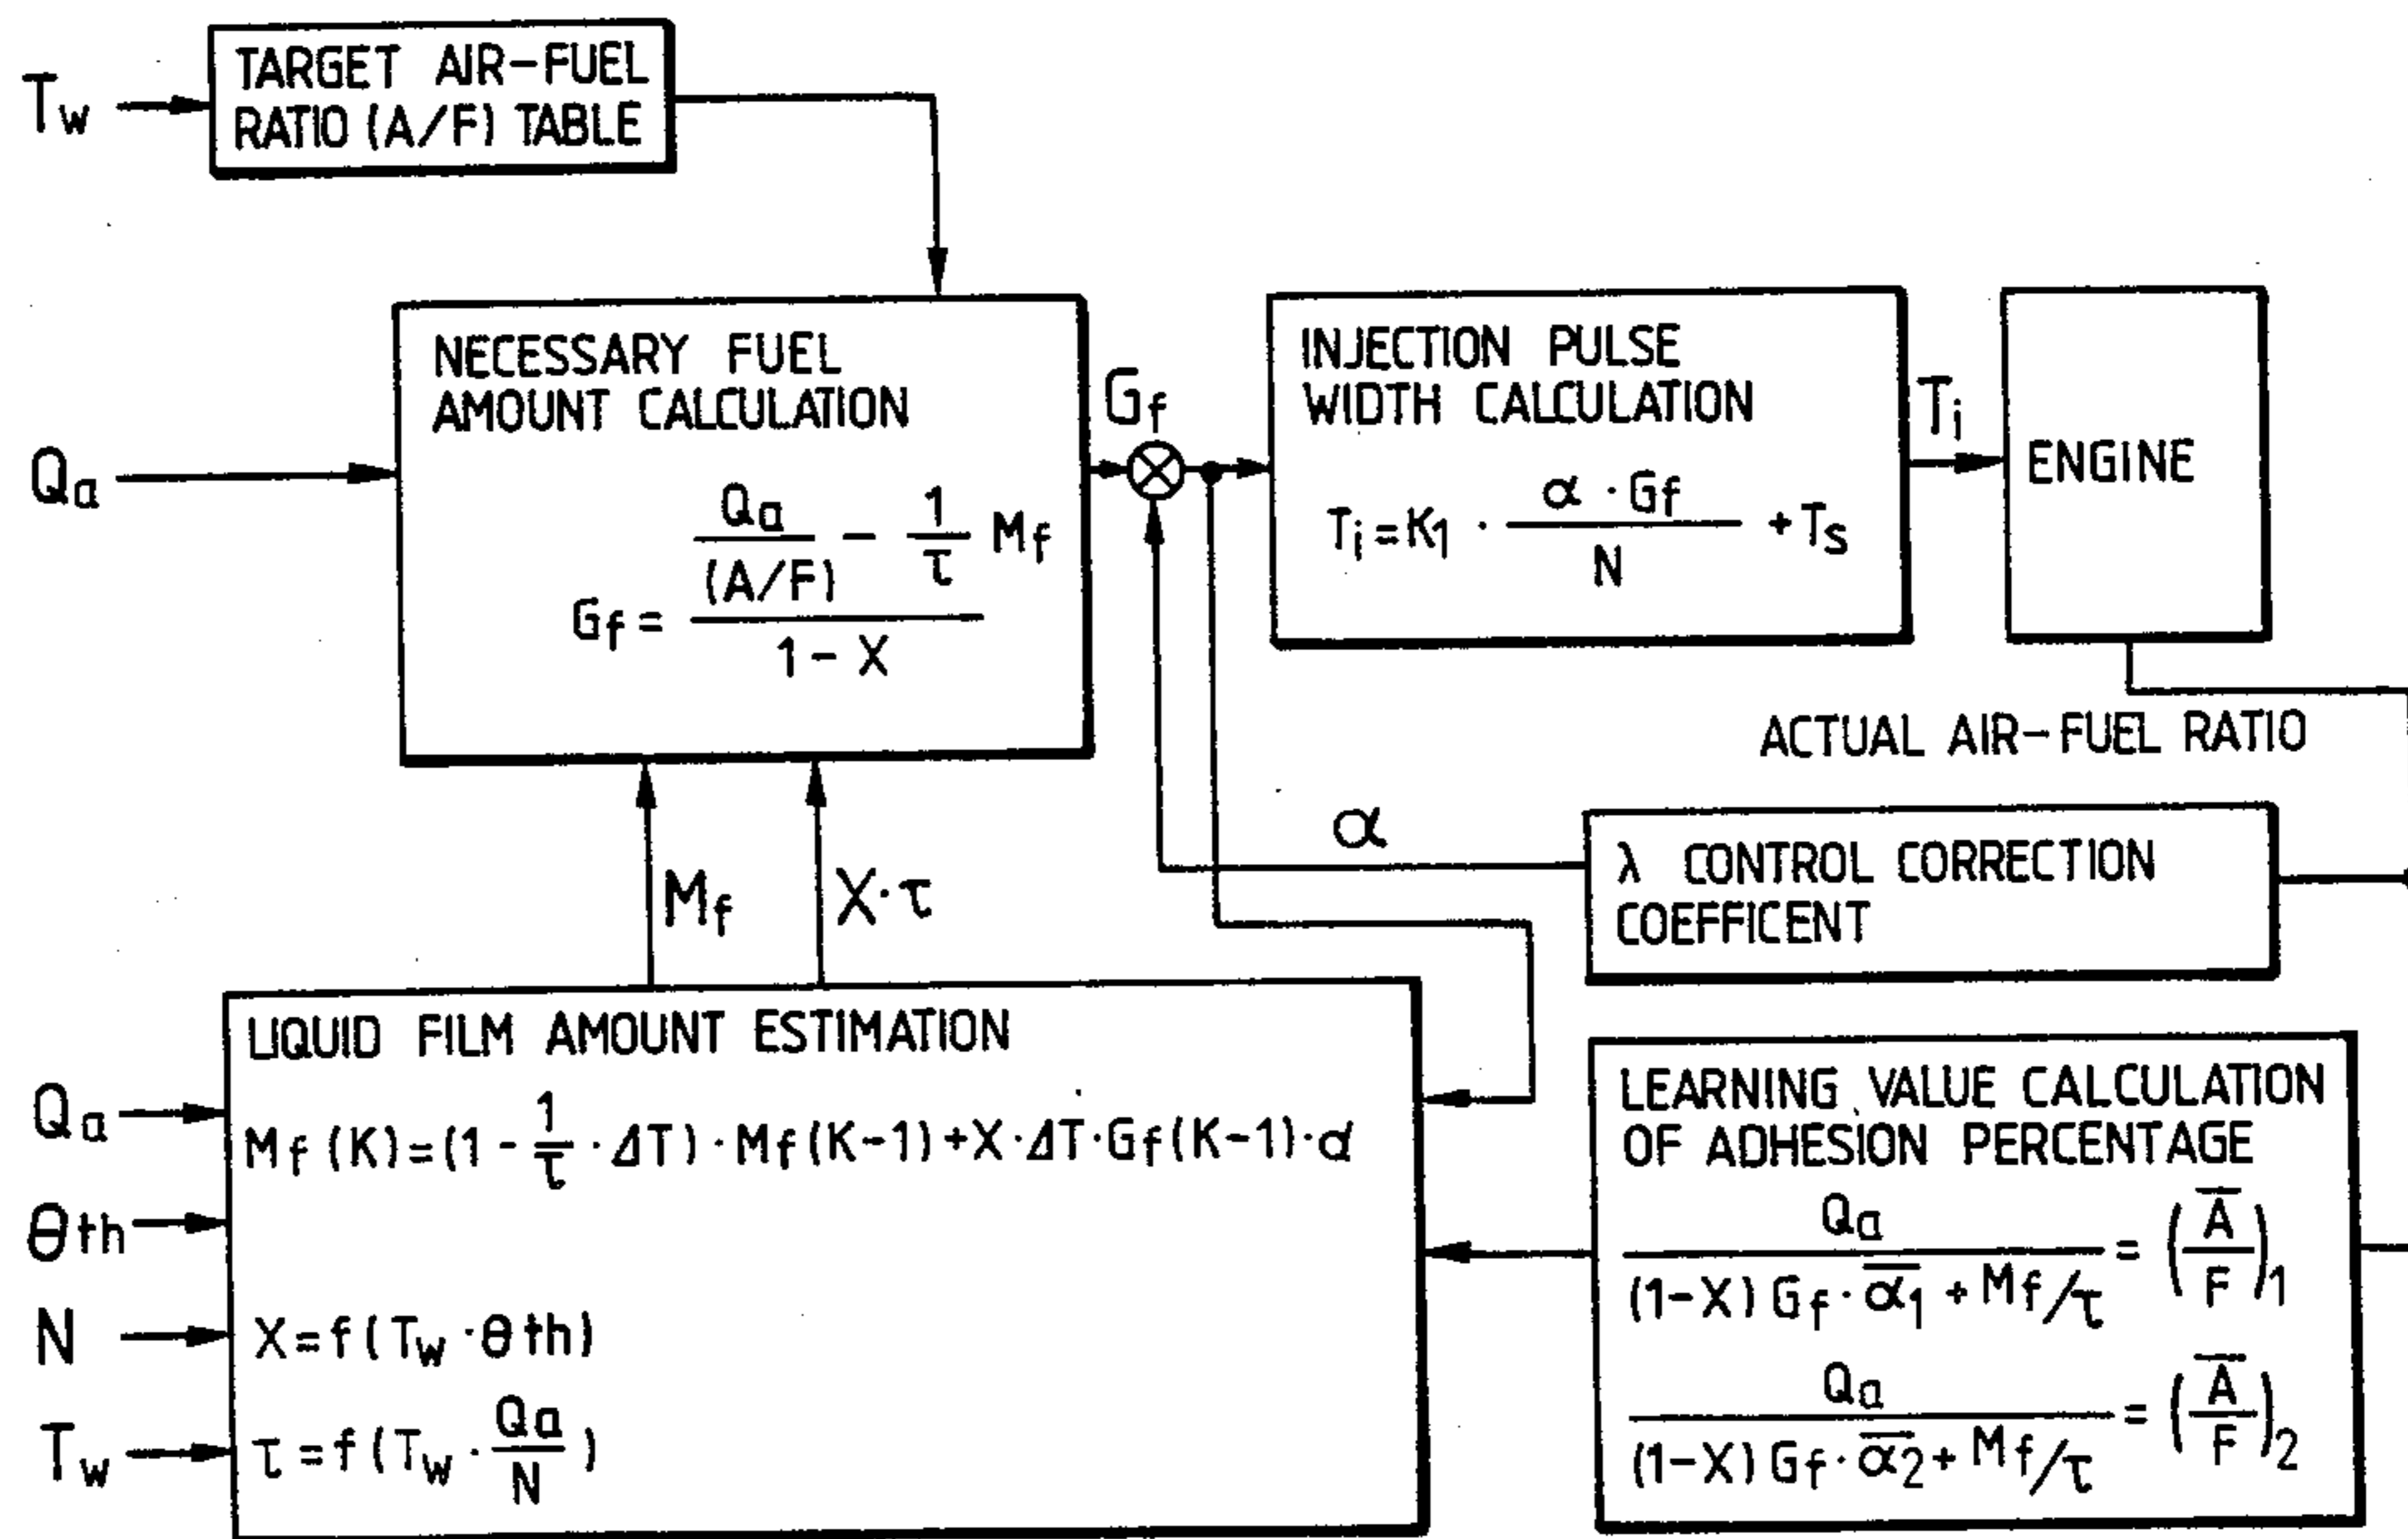 TARGET AIR-FUEL
RATIO (A/F) TABLE
Tw
NECESSARY FUEL
AMOUNT CALCULATION
Qa
Gf = (Qa/(A/F) - 1/τ Mf)/(1-X)
Gf
INJECTION PULSE
WIDTH CALCULATION
Ti=K1 · (α · Gf)/N +Ts
Ti
ENGINE
ACTUAL AIR-FUEL RATIO
α
λ CONTROL CORRECTION
COEFFICENT
Mf
X·τ
LIQUID FILM AMOUNT ESTIMATION
Qa
Mf(K)=(1 - 1/τ · ΔT)·Mf(K-1)+X·ΔT·Gf(K-1)·α
θth
N
X=f(Tw·θth)
Tw
τ=f(Tw·Qa/N)
LEARNING VALUE CALCULATION
OF ADHESION PERCENTAGE
Qa/((1-X)Gf·α̅1+Mf/τ) = (A̅/F)1
Qa/((1-X)Gf·α̅2+Mf/τ) = (A̅/F)2